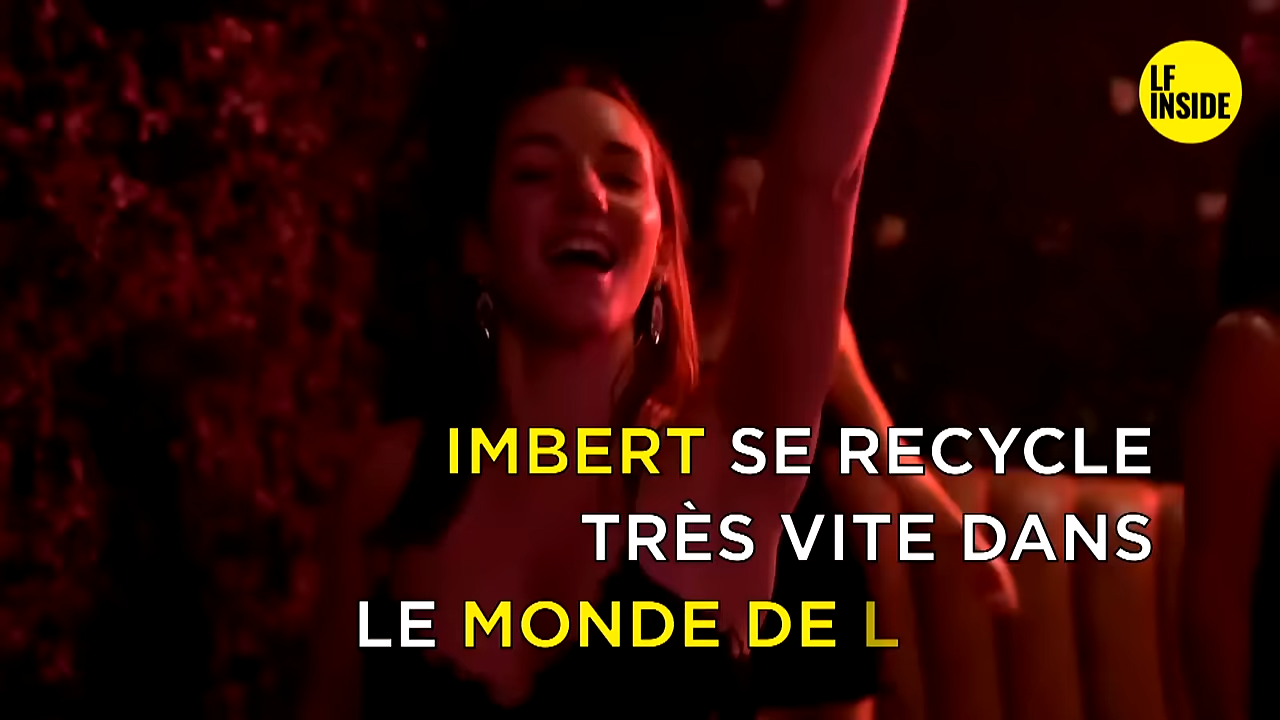 LF
INSIDE
IMBERT SE RECYCLE
TRÈS VITE DANS
LE MONDE DE L